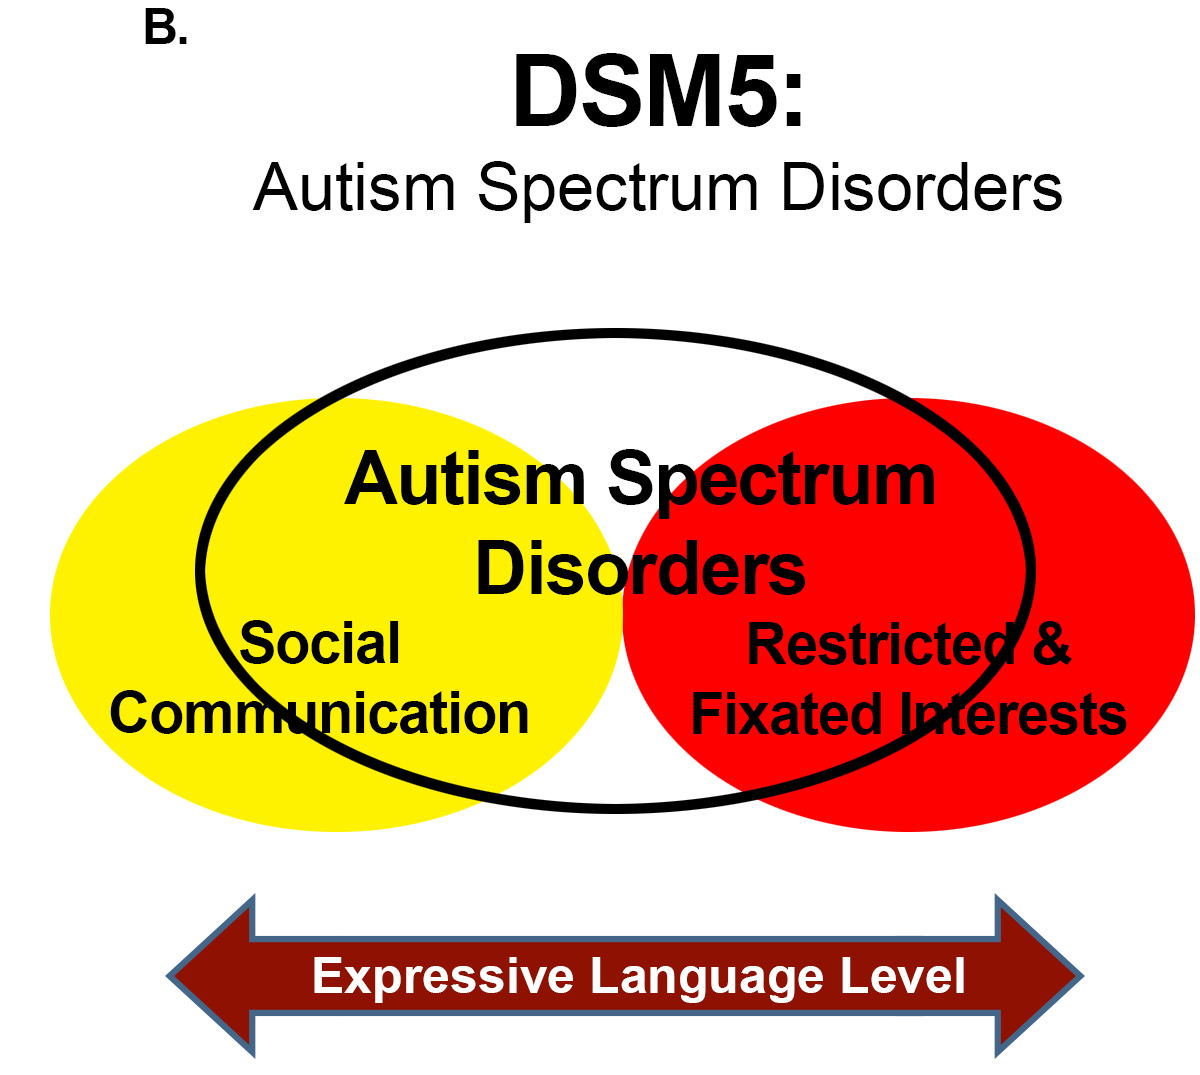 B.
DSM5:
Autism Spectrum Disorders
Autism Spectrum
Disorders
Social
Communication
Restricted &
Fixated Interests
Expressive Language Level